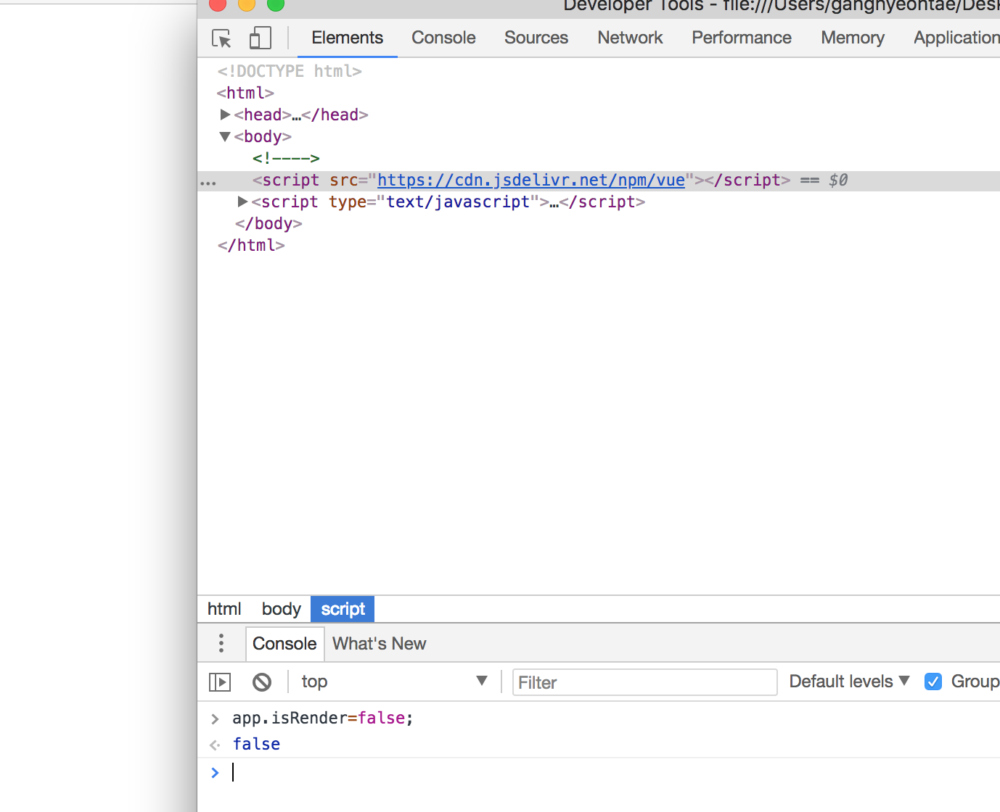 Developer Tools - file:///Users/ganghyeontae/Desk
Elements Console Sources Network Performance Memory Application
<!DOCTYPE html>
<html>
▶<head>…</head>
▼<body>
<!---->
… <script src="https://cdn.jsdelivr.net/npm/vue"></script> == $0
▶<script type="text/javascript">…</script>
</body>
</html>
html body script
Console What's New
top ▼ Filter Default levels ▼ Group
> app.isRender=false;
< false
>